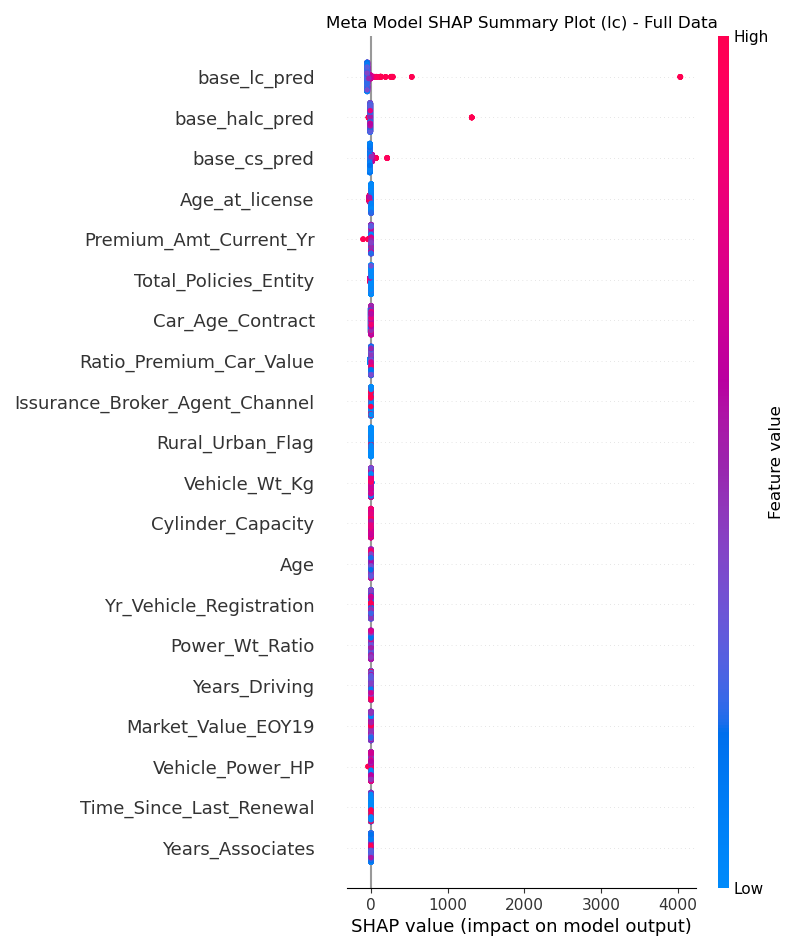 Meta Model SHAP Summary Plot (lc) - Full Data
High
base_lc_pred
base_halc_pred
base_cs_pred
Age_at_license
Premium_Amt_Current_Yr
Total_Policies_Entity
Car_Age_Contract
Ratio_Premium_Car_Value
Issurance_Broker_Agent_Channel
Rural_Urban_Flag
Vehicle_Wt_Kg
Cylinder_Capacity
Age
Yr_Vehicle_Registration
Power_Wt_Ratio
Years_Driving
Market_Value_EOY19
Vehicle_Power_HP
Time_Since_Last_Renewal
Years_Associates
Feature value
Low
0 1000 2000 3000 4000
SHAP value (impact on model output)